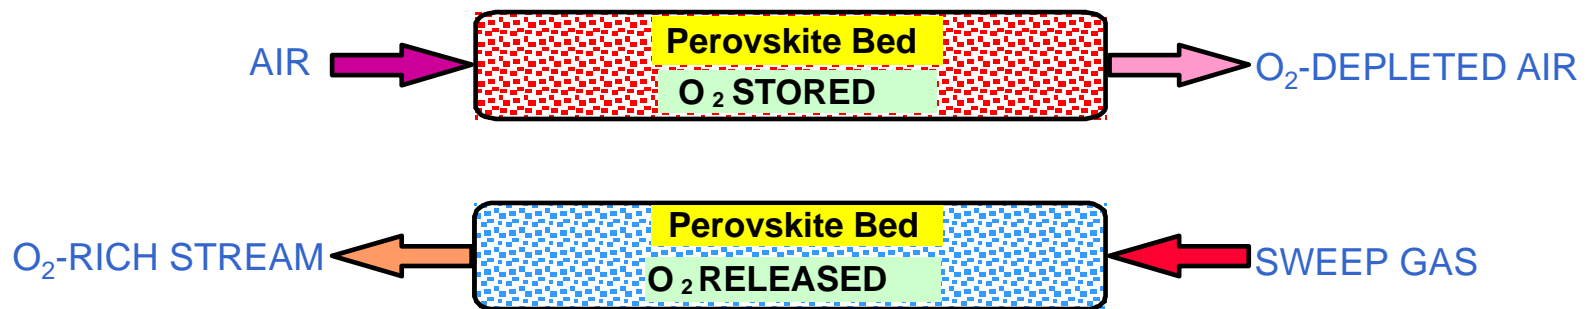 Perovskite Bed
AIR
O₂ STORED
O₂-DEPLETED AIR
Perovskite Bed
O₂-RICH STREAM
O₂ RELEASED
SWEEP GAS